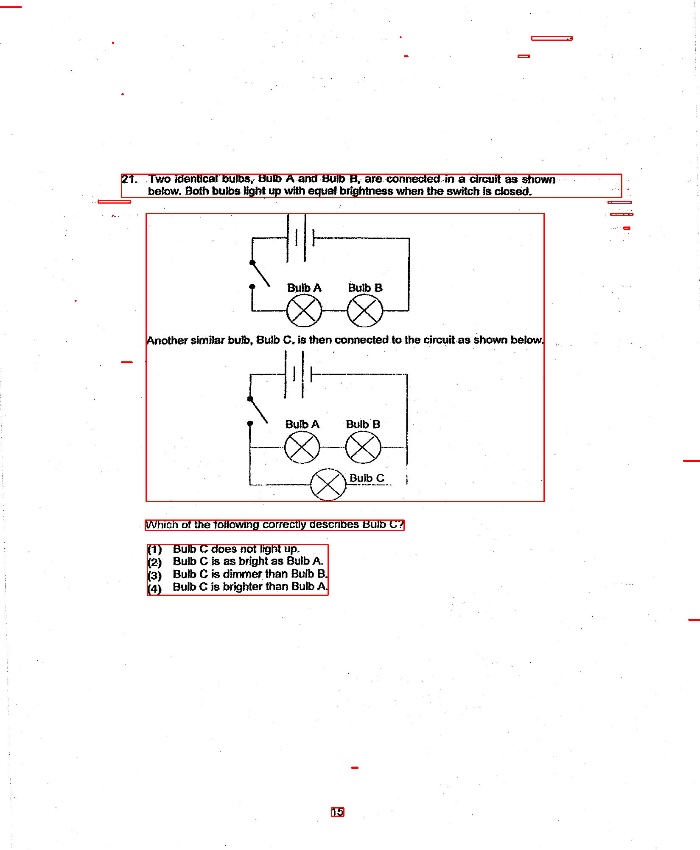 21. Two identical bulbs, Bulb A and Bulb B, are connected in a circuit as shown
below. Both bulbs light up with equal brightness when the switch is closed.
Bulb A Bulb B
Another similar bulb, Bulb C, is then connected to the circuit as shown below.
Bulb A Bulb B
Bulb C
Which of the following correctly describes Bulb C?
(1) Bulb C does not light up.
(2) Bulb C is as bright as Bulb A.
(3) Bulb C is dimmer than Bulb B.
(4) Bulb C is brighter than Bulb A.
15